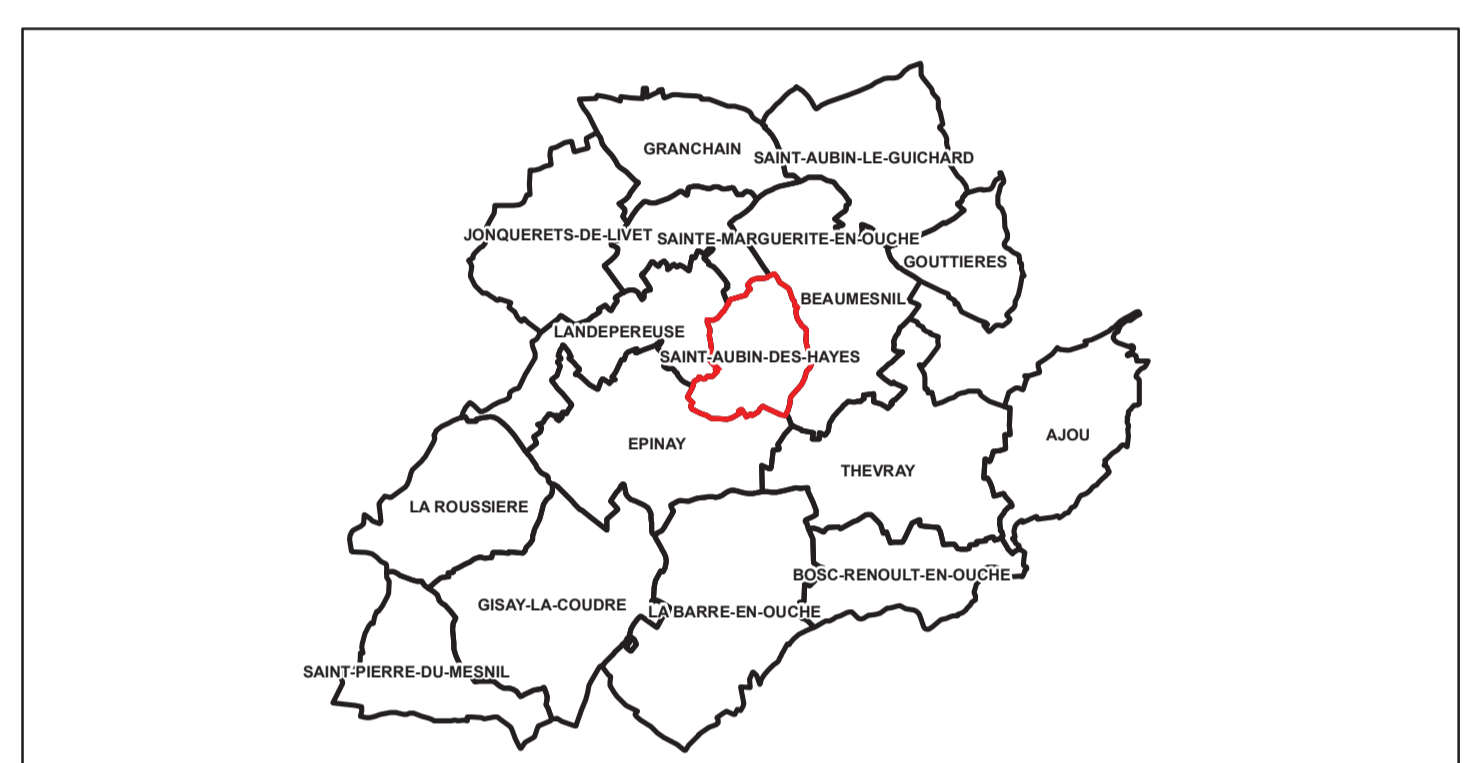 GRANCHAIN
SAINT-AUBIN-LE-GUICHARD
JONQUERETS-DE-LIVET
SAINTE-MARGUERITE-EN-OUCHE
GOUTTIERES
BEAUMESNIL
LANDEPEREUSE
SAINT-AUBIN-DES-HAYES
AJOU
EPINAY
THEVRAY
LA ROUSSIERE
BOSC-RENOULT-EN-OUCHE
GISAY-LA-COUDRE
LA BARRE-EN-OUCHE
SAINT-PIERRE-DU-MESNIL